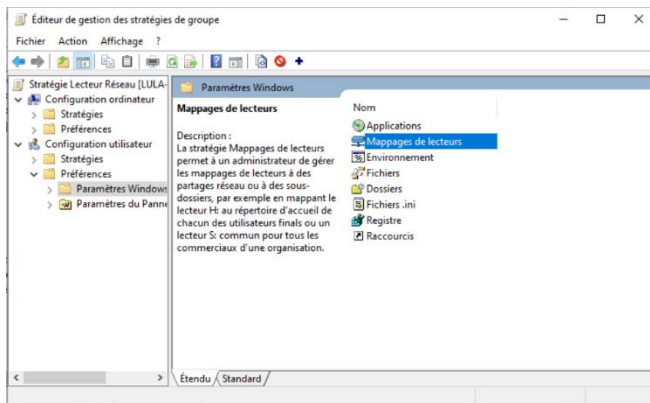 Éditeur de gestion des stratégies de groupe
Fichier Action Affichage ?
Stratégie Lecteur Réseau [LULA-
Configuration ordinateur
Stratégies
Préférences
Configuration utilisateur
Stratégies
Préférences
Paramètres Windows
Paramètres du Panne
Paramètres Windows
Mappages de lecteurs
Description :
La stratégie Mappages de lecteurs
permet à un administrateur de gérer
les mappages de lecteurs à des
partages réseau ou à des sous-
dossiers, par exemple en mappant le
lecteur H: au répertoire d'accueil de
chacun des utilisateurs finals ou un
lecteur S: commun pour tous les
commerciaux d'une organisation.
Nom
Applications
Mappages de lecteurs
Environnement
Fichiers
Dossiers
Fichiers .ini
Registre
Raccourcis
Étendu Standard